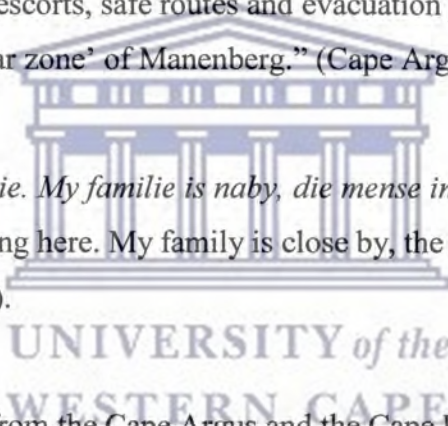 escorts, safe routes and evacuation
ar zone’ of Manenberg.” (Cape Arg
ie. My familie is naby, die mense in
ng here. My family is close by, the
).
UNIVERSITY of the
from the Cape Argus and the Cape
WESTERN CAPE